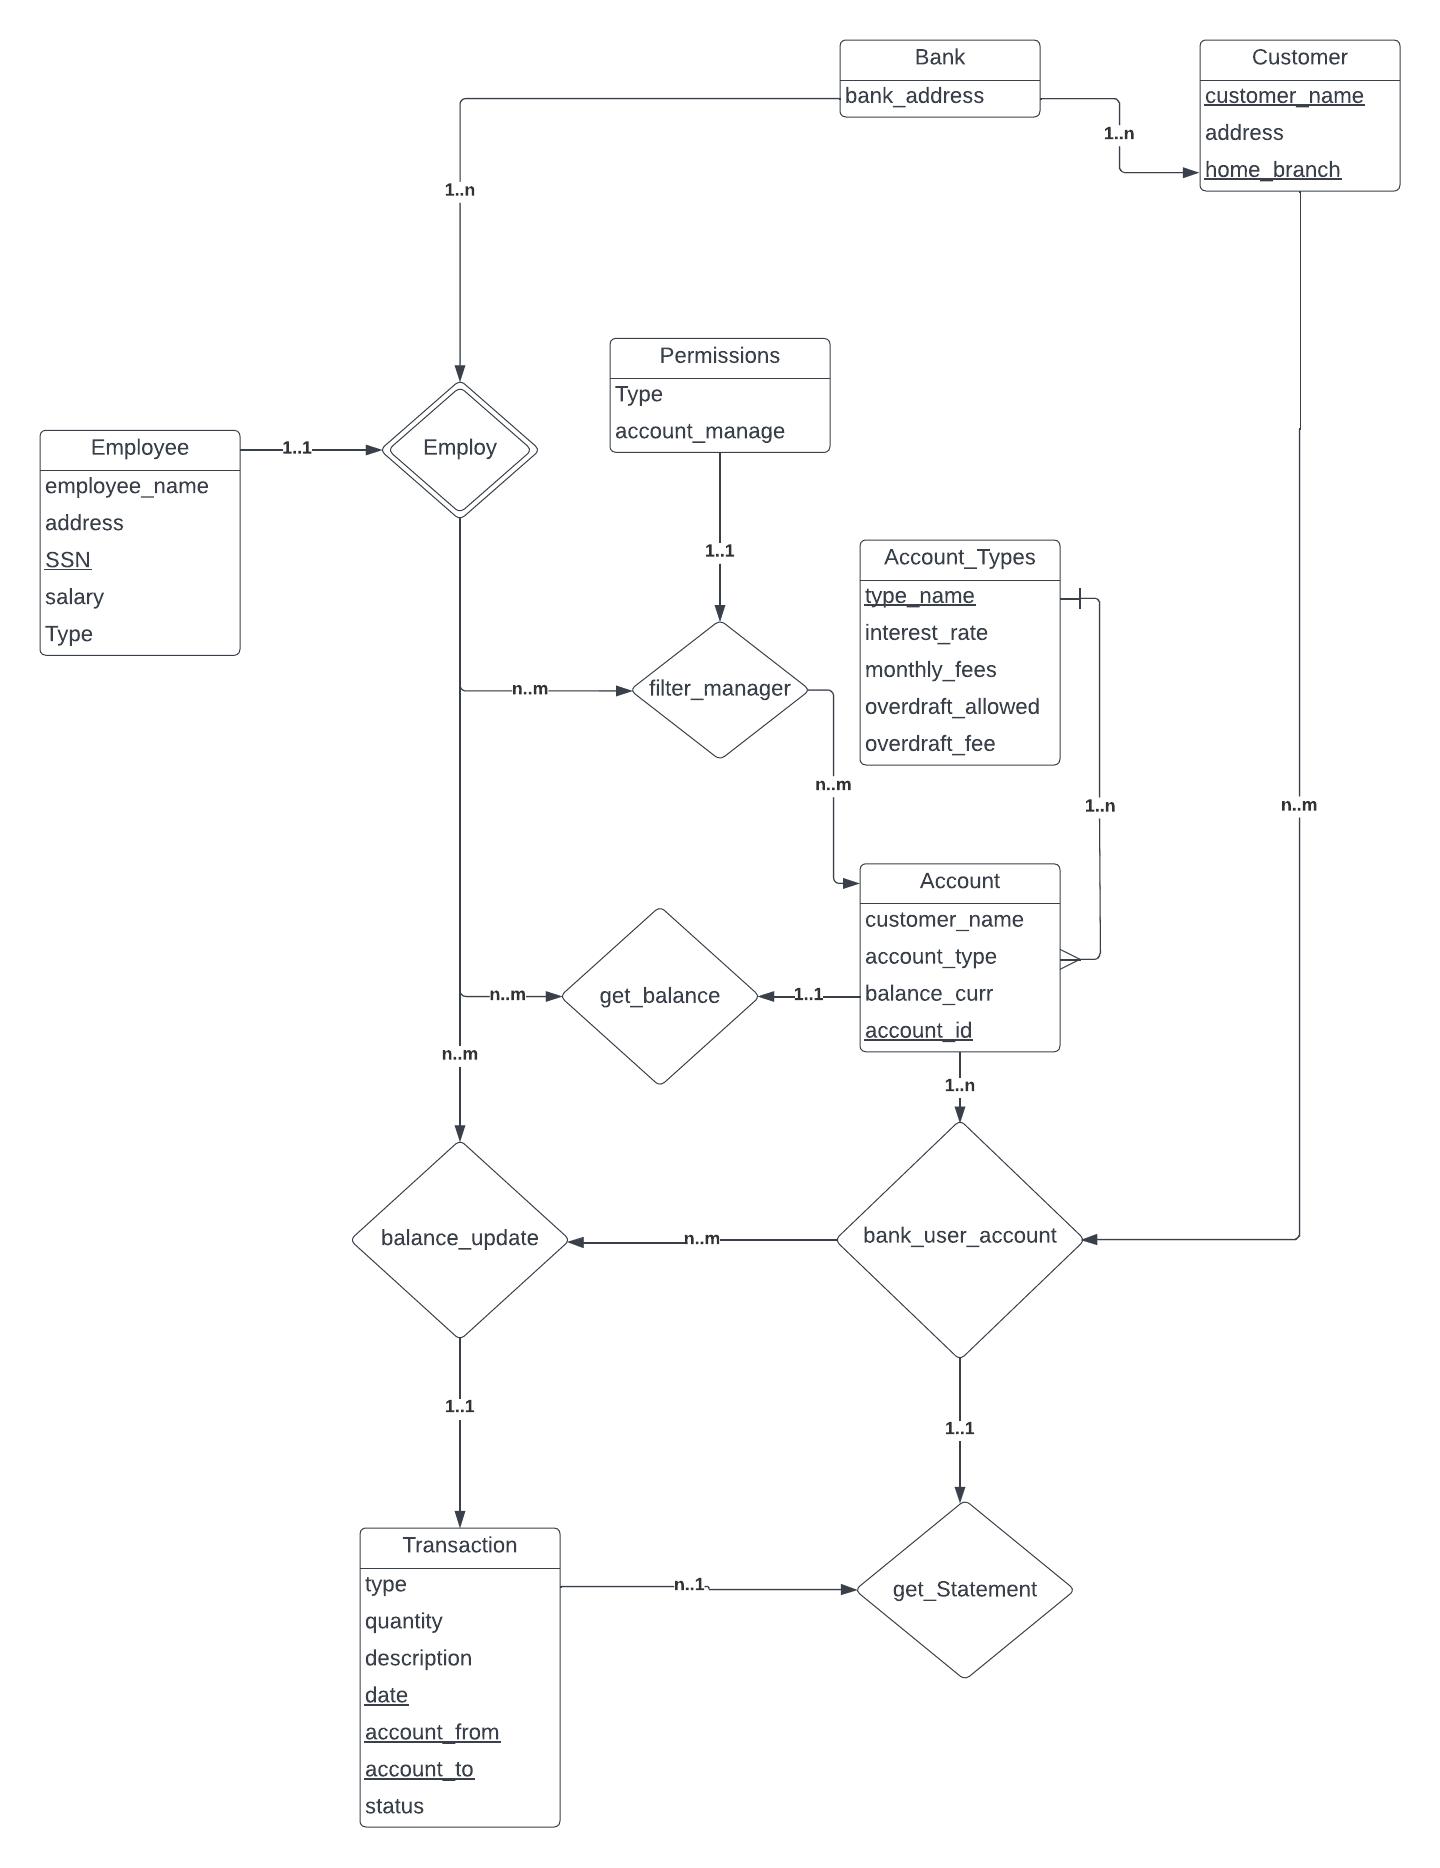 Bank
bank_address
Customer
customer_name
address
home_branch
1..n
1..n
Permissions
Type
account_manage
Employee
employee_name
address
SSN
salary
Type
1..1
Employ
1..1
Account_Types
type_name
interest_rate
monthly_fees
overdraft_allowed
overdraft_fee
n..m
filter_manager
n..m
1..n
n..m
Account
customer_name
account_type
balance_curr
account_id
n..m
get_balance
1..1
n..m
1..n
balance_update
n..m
bank_user_account
1..1
1..1
Transaction
type
quantity
description
date
account_from
account_to
status
n..1
get_Statement